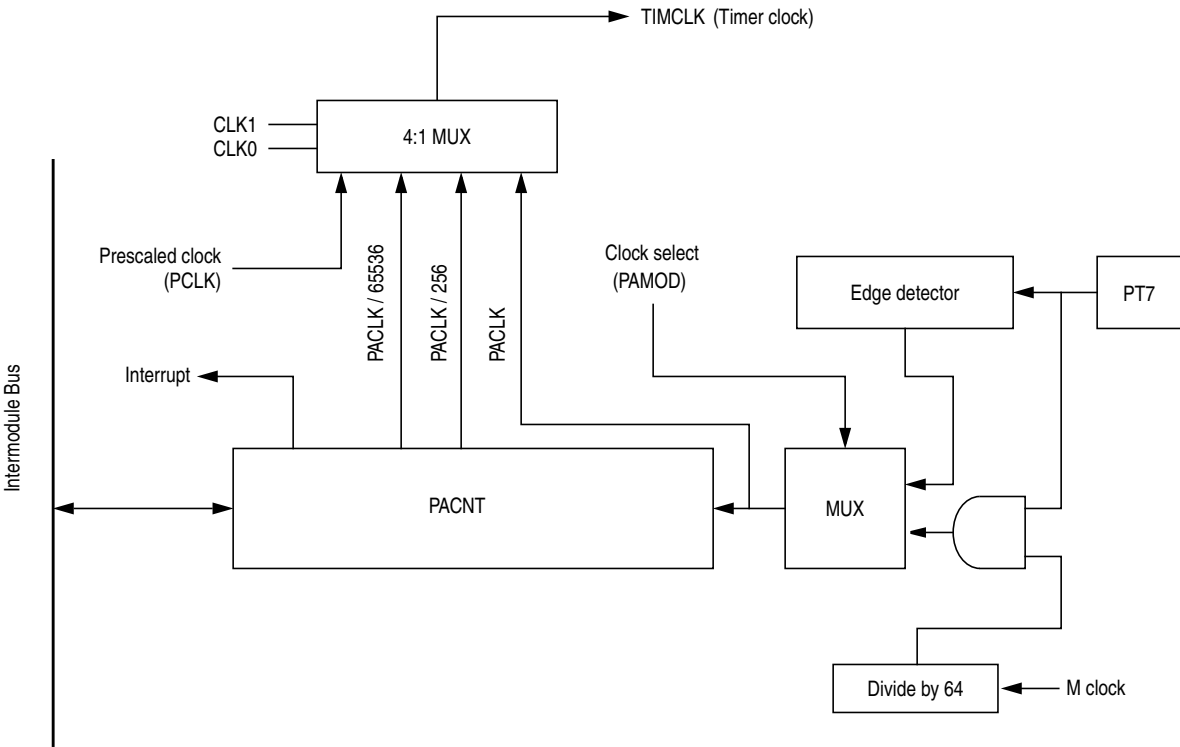 TIMCLK (Timer clock)
CLK1
CLK0
4:1 MUX
Prescaled clock
(PCLK)
PACLK / 65536
PACLK / 256
PACLK
Clock select
(PAMOD)
Edge detector
PT7
Interrupt
Intermodule Bus
PACNT
MUX
Divide by 64
M clock